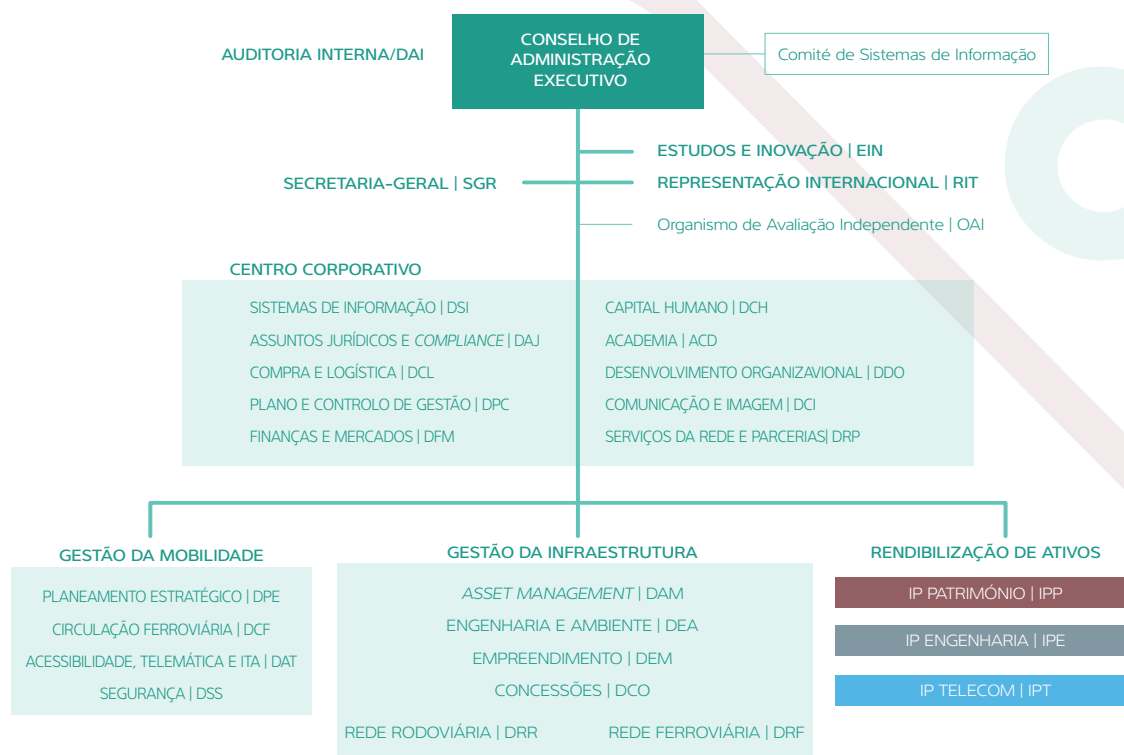 AUDITORIA INTERNA/DAI
CONSELHO DE
ADMINISTRAÇÃO
EXECUTIVO
Comité de Sistemas de Informação
ESTUDOS E INOVAÇÃO | EIN
SECRETARIA-GERAL | SGR
REPRESENTAÇÃO INTERNACIONAL | RIT
Organismo de Avaliação Independente | OAI
CENTRO CORPORATIVO
SISTEMAS DE INFORMAÇÃO | DSI
ASSUNTOS JURÍDICOS E COMPLIANCE | DAJ
COMPRA E LOGÍSTICA | DCL
PLANO E CONTROLO DE GESTÃO | DPC
FINANÇAS E MERCADOS | DFM
CAPITAL HUMANO | DCH
ACADEMIA | ACD
DESENVOLVIMENTO ORGANIZAVIONAL | DDO
COMUNICAÇÃO E IMAGEM | DCI
SERVIÇOS DA REDE E PARCERIAS| DRP
GESTÃO DA MOBILIDADE
PLANEAMENTO ESTRATÉGICO | DPE
CIRCULAÇÃO FERROVIÁRIA | DCF
ACESSIBILIDADE, TELEMÁTICA E ITA | DAT
SEGURANÇA | DSS
GESTÃO DA INFRAESTRUTURA
ASSET MANAGEMENT | DAM
ENGENHARIA E AMBIENTE | DEA
EMPREENDIMENTO | DEM
CONCESSÕES | DCO
REDE RODOVIÁRIA | DRR
REDE FERROVIÁRIA | DRF
RENDIBILIZAÇÃO DE ATIVOS
IP PATRIMÓNIO | IPP
IP ENGENHARIA | IPE
IP TELECOM | IPT